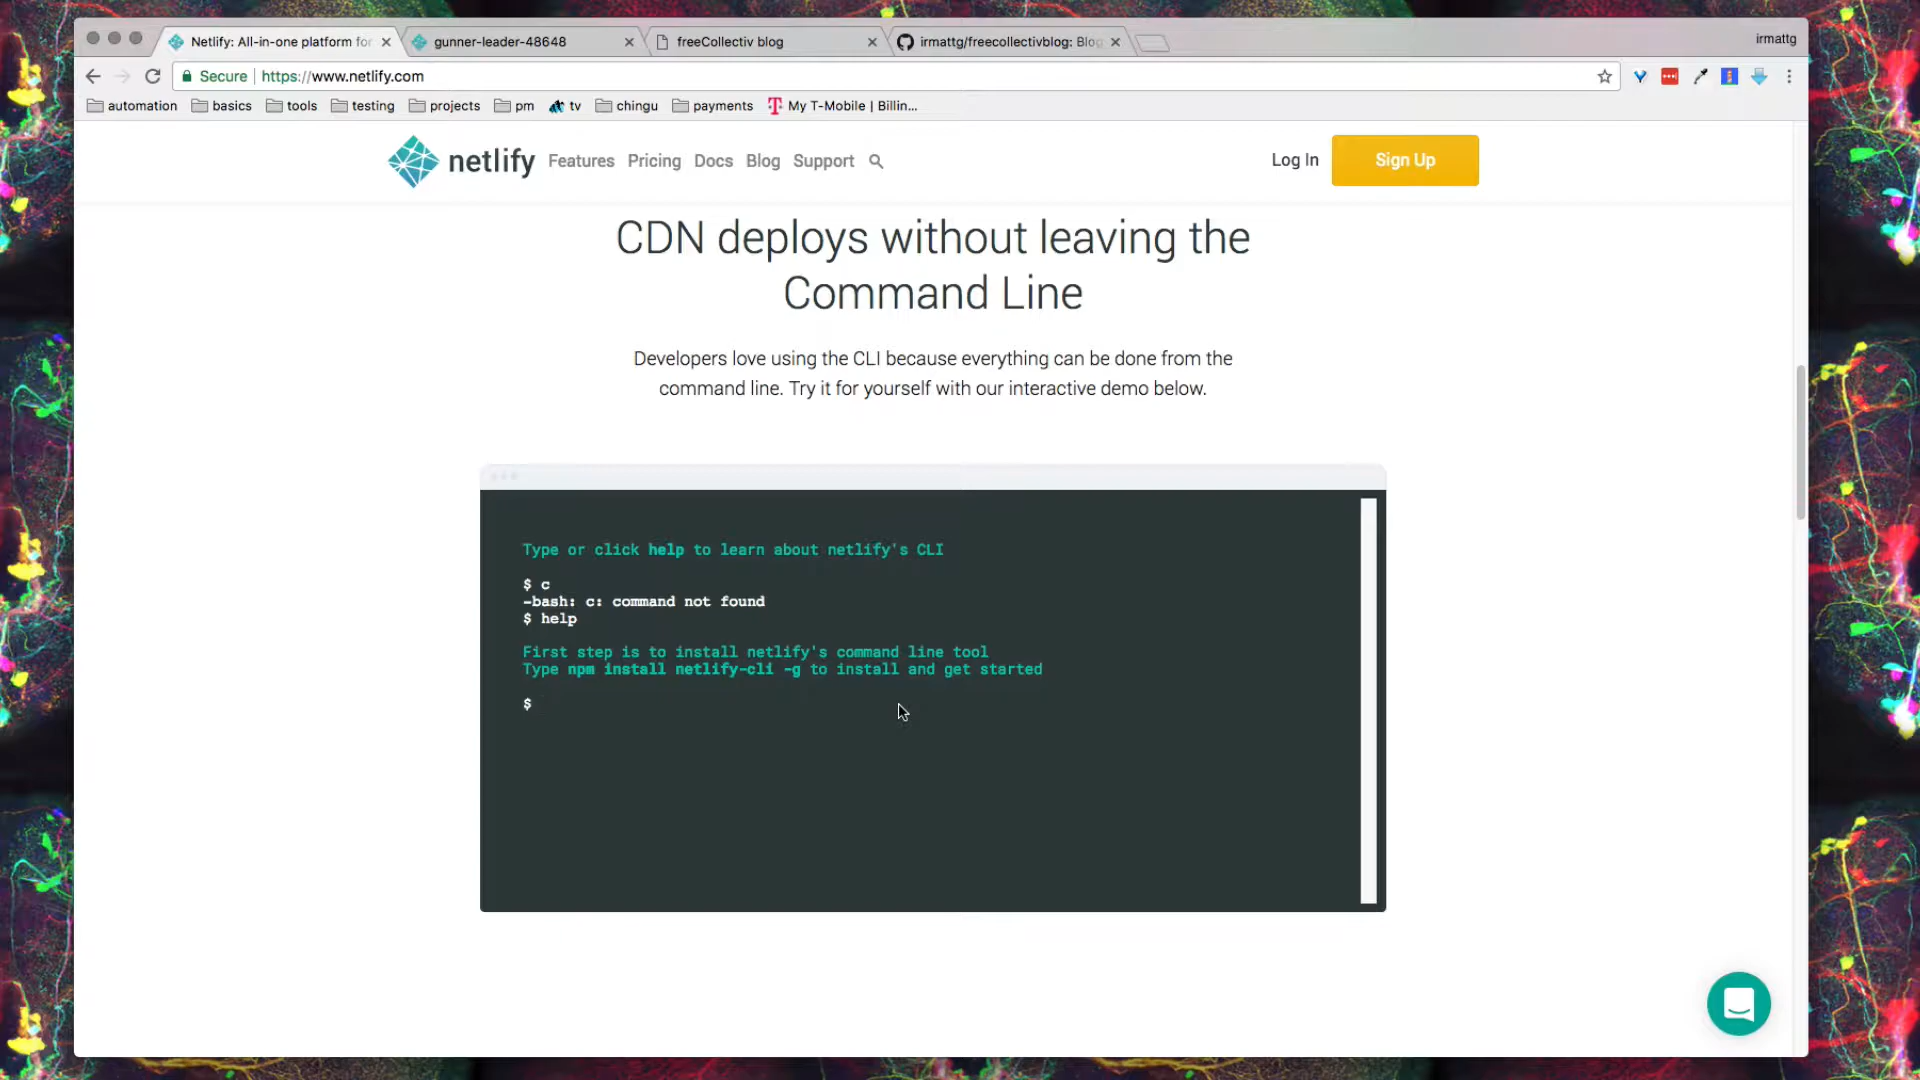 Netlify: All-in-one platform for
gunner-leader-48648
freeCollectiv blog
irmattg/freecollectivblog: Blog
irmattg
Secure
https://www.netlify.com
automation
basics
tools
testing
projects
pm
tv
chingu
payments
My T-Mobile | Billin...
netlify
Features
Pricing
Docs
Blog
Support
Log In
Sign Up
CDN deploys without leaving the
Command Line
Developers love using the CLI because everything can be done from the
command line. Try it for yourself with our interactive demo below.
Type or click help to learn about netlify's CLI
$ c
-bash: c: command not found
$ help
First step is to install netlify's command line tool
Type npm install netlify-cli -g to install and get started
$